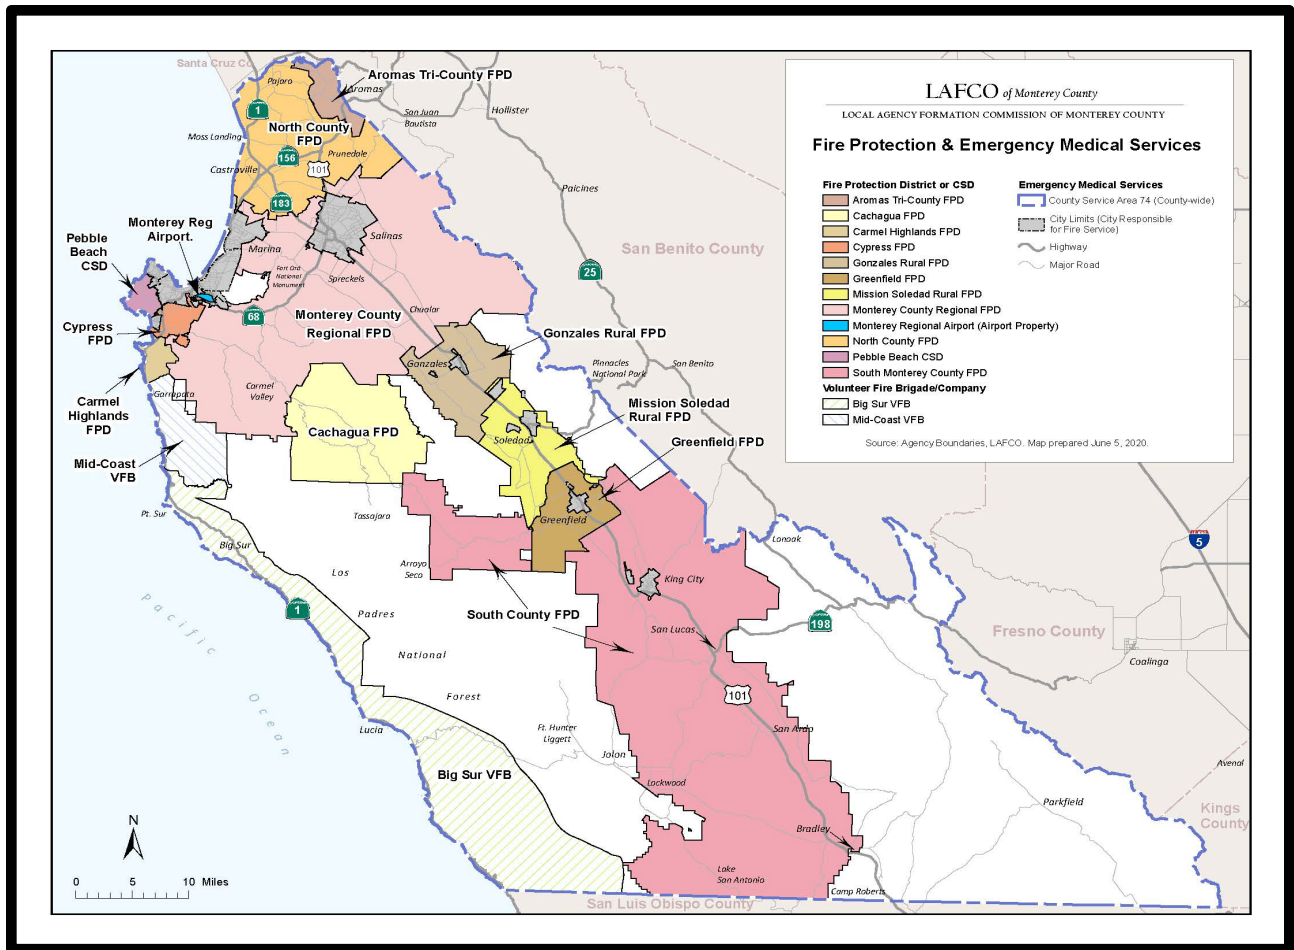 LAFCO of Monterey County
LOCAL AGENCY FORMATION COMMISSION OF MONTEREY COUNTY
Fire Protection & Emergency Medical Services
Fire Protection District or CSD
Aromas Tri-County FPD
Cachagua FPD
Carmel Highlands FPD
Cypress FPD
Gonzales Rural FPD
Greenfield FPD
Mission Soledad Rural FPD
Monterey County Regional FPD
Monterey Regional Airport (Airport Property)
North County FPD
Pebble Beach CSD
South Monterey County FPD
Volunteer Fire Brigade/Company
Big Sur VFB
Mid-Coast VFB
Emergency Medical Services
County Service Area 74 (County-wide)
City Limits (City Responsible
for Fire Service)
Highway
Major Road
Source: Agency Boundaries, LAFCO. Map prepared June 5, 2020.
Santa Cruz Co
Pajaro
Aromas Tri-County FPD
Aromas
San Juan
Bautista
Hollister
1
North County
FPD
Moss Landing
156
Prunedale
101
Castroville
183
Paicines
Monterey Reg
Airport.
Pebble
Beach
CSD
Salinas
Marina
San Benito County
25
Fort Ord
National
Monument
Spreckels
Chualar
68
Monterey County
Regional FPD
Cypress
FPD
Gonzales Rural FPD
Gonzales
Pinnacles
National Park
San Benito
Carmel
Valley
Garrapata
Carmel
Highlands
FPD
Mission Soledad
Rural FPD
Cachagua FPD
Soledad
Greenfield FPD
Mid-Coast
VFB
Pt. Sur
Tassajara
Greenfield
Lonoak
5
Big Sur
Arroyo
Seco
Los
King City
Pacific
1
Padres
South County FPD
San Lucas
198
Fresno County
National
Coalinga
Forest
101
Ocean
Lucia
Ft. Hunter
Liggett
San Ardo
Jolon
Avenal
Big Sur VFB
Lockwood
Parkfield
Kings
County
N
Bradley
Lake
San Antonio
0 5 10 Miles
Camp Roberts
San Luis Obispo County